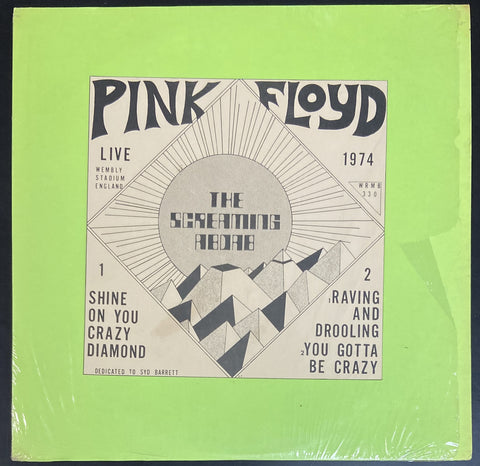 PINK FLOYD
LIVE
WEMBLY
STADIUM
ENGLAND
1974
WRMB
330
THE
SCREAMING
ABDAB
1
SHINE
ON YOU
CRAZY
DIAMOND
DEDICATED TO SYD BARRETT
2
1RAVING
AND
DROOLING
2YOU GOTTA
BE CRAZY